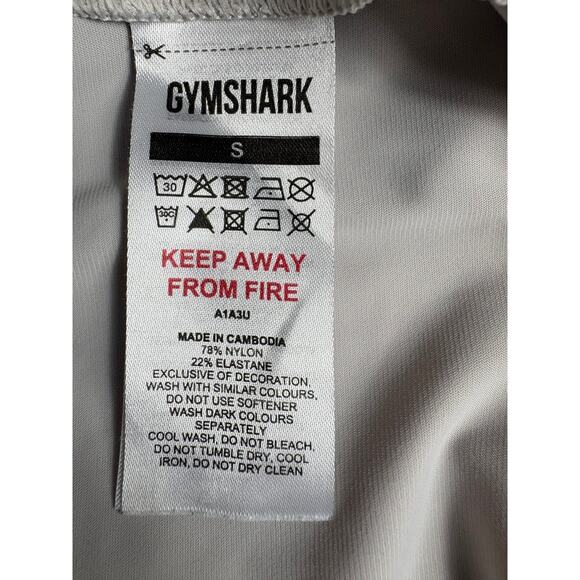 GYMSHARK
S
30
30C
KEEP AWAY
FROM FIRE
A1A3U
MADE IN CAMBODIA
78% NYLON
22% ELASTANE
EXCLUSIVE OF DECORATION,
WASH WITH SIMILAR COLOURS,
DO NOT USE SOFTENER
WASH DARK COLOURS
SEPARATELY
COOL WASH, DO NOT BLEACH,
DO NOT TUMBLE DRY, COOL
IRON, DO NOT DRY CLEAN